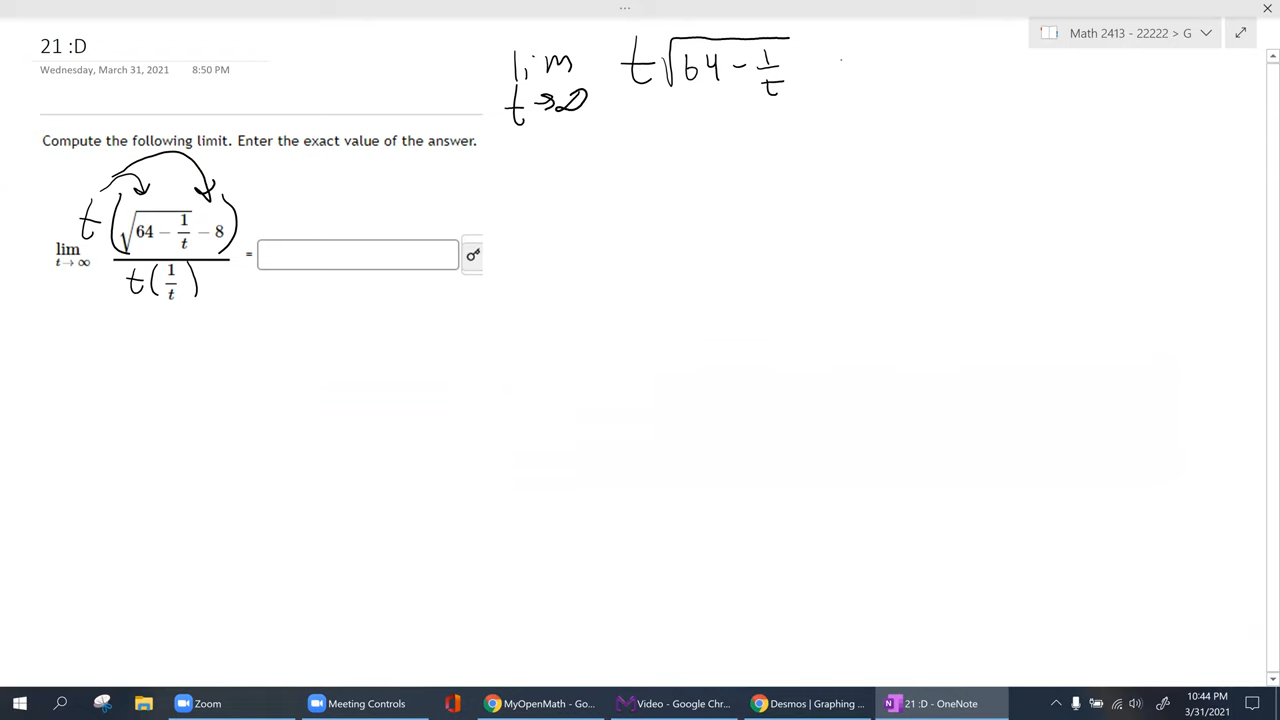 ...
21 :D
Math 2413 - 22222 > G
Wednesday, March 31, 2021 8:50 PM
lim t→∞ t√(64 - 1/t)
Compute the following limit. Enter the exact value of the answer.
lim t→∞ t(√(64 - 1/t) - 8) / t(1/t) =
Zoom
Meeting Controls
MyOpenMath - Go...
Video - Google Chr...
Desmos | Graphing ...
21 :D - OneNote
10:44 PM
3/31/2021